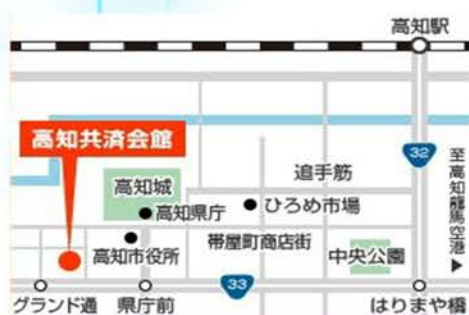 高知駅
高知共済会館
32
至高知龍馬空港▶
追手筋
高知城
高知県庁
ひろめ市場
高知市役所
帯屋町商店街
中央公園
33
グランド通
県庁前
はりまや橋